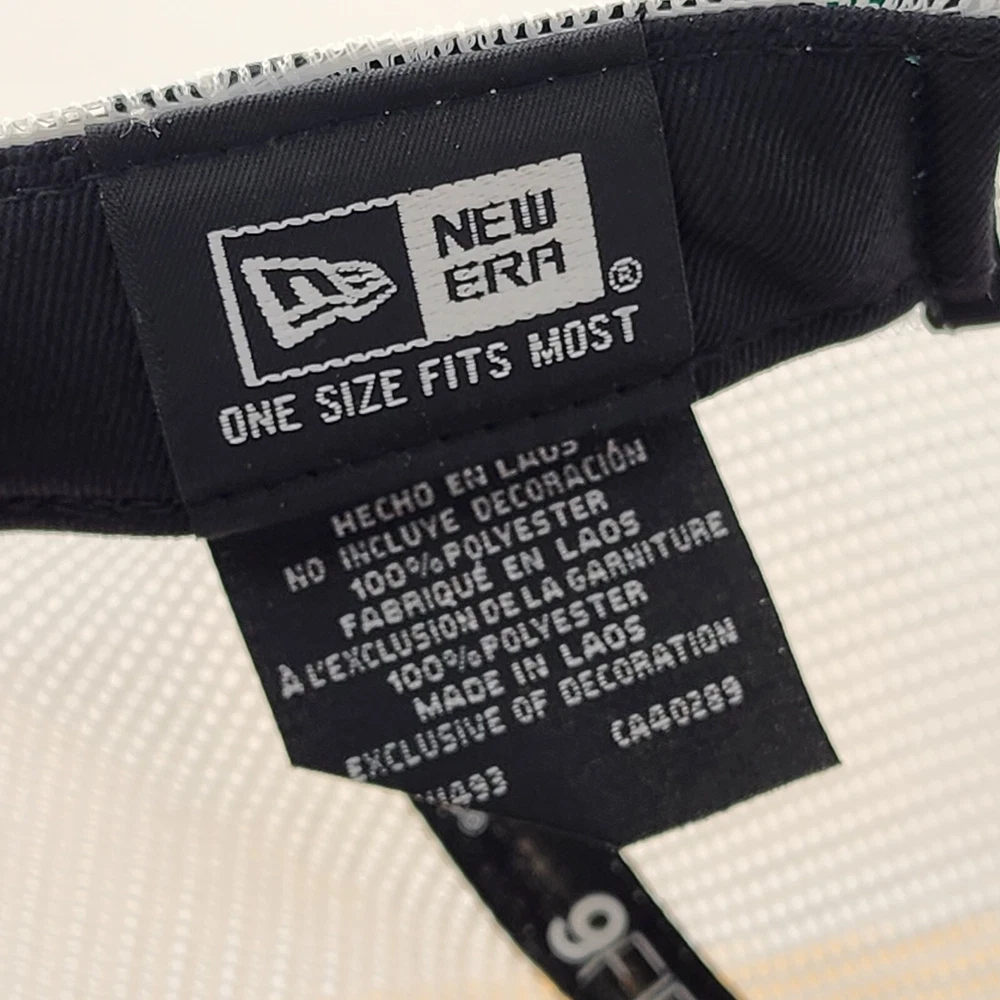 NEW
ERA
®
ONE SIZE FITS MOST
HECHO EN LAOS
NO INCLUYE DECORACIÓN
100%POLYESTER
FABRIQUÉ EN LAOS
À L'EXCLUSION DE LA GARNITURE
100%POLYESTER
MADE IN LAOS
EXCLUSIVE OF DECORATION
CA40289